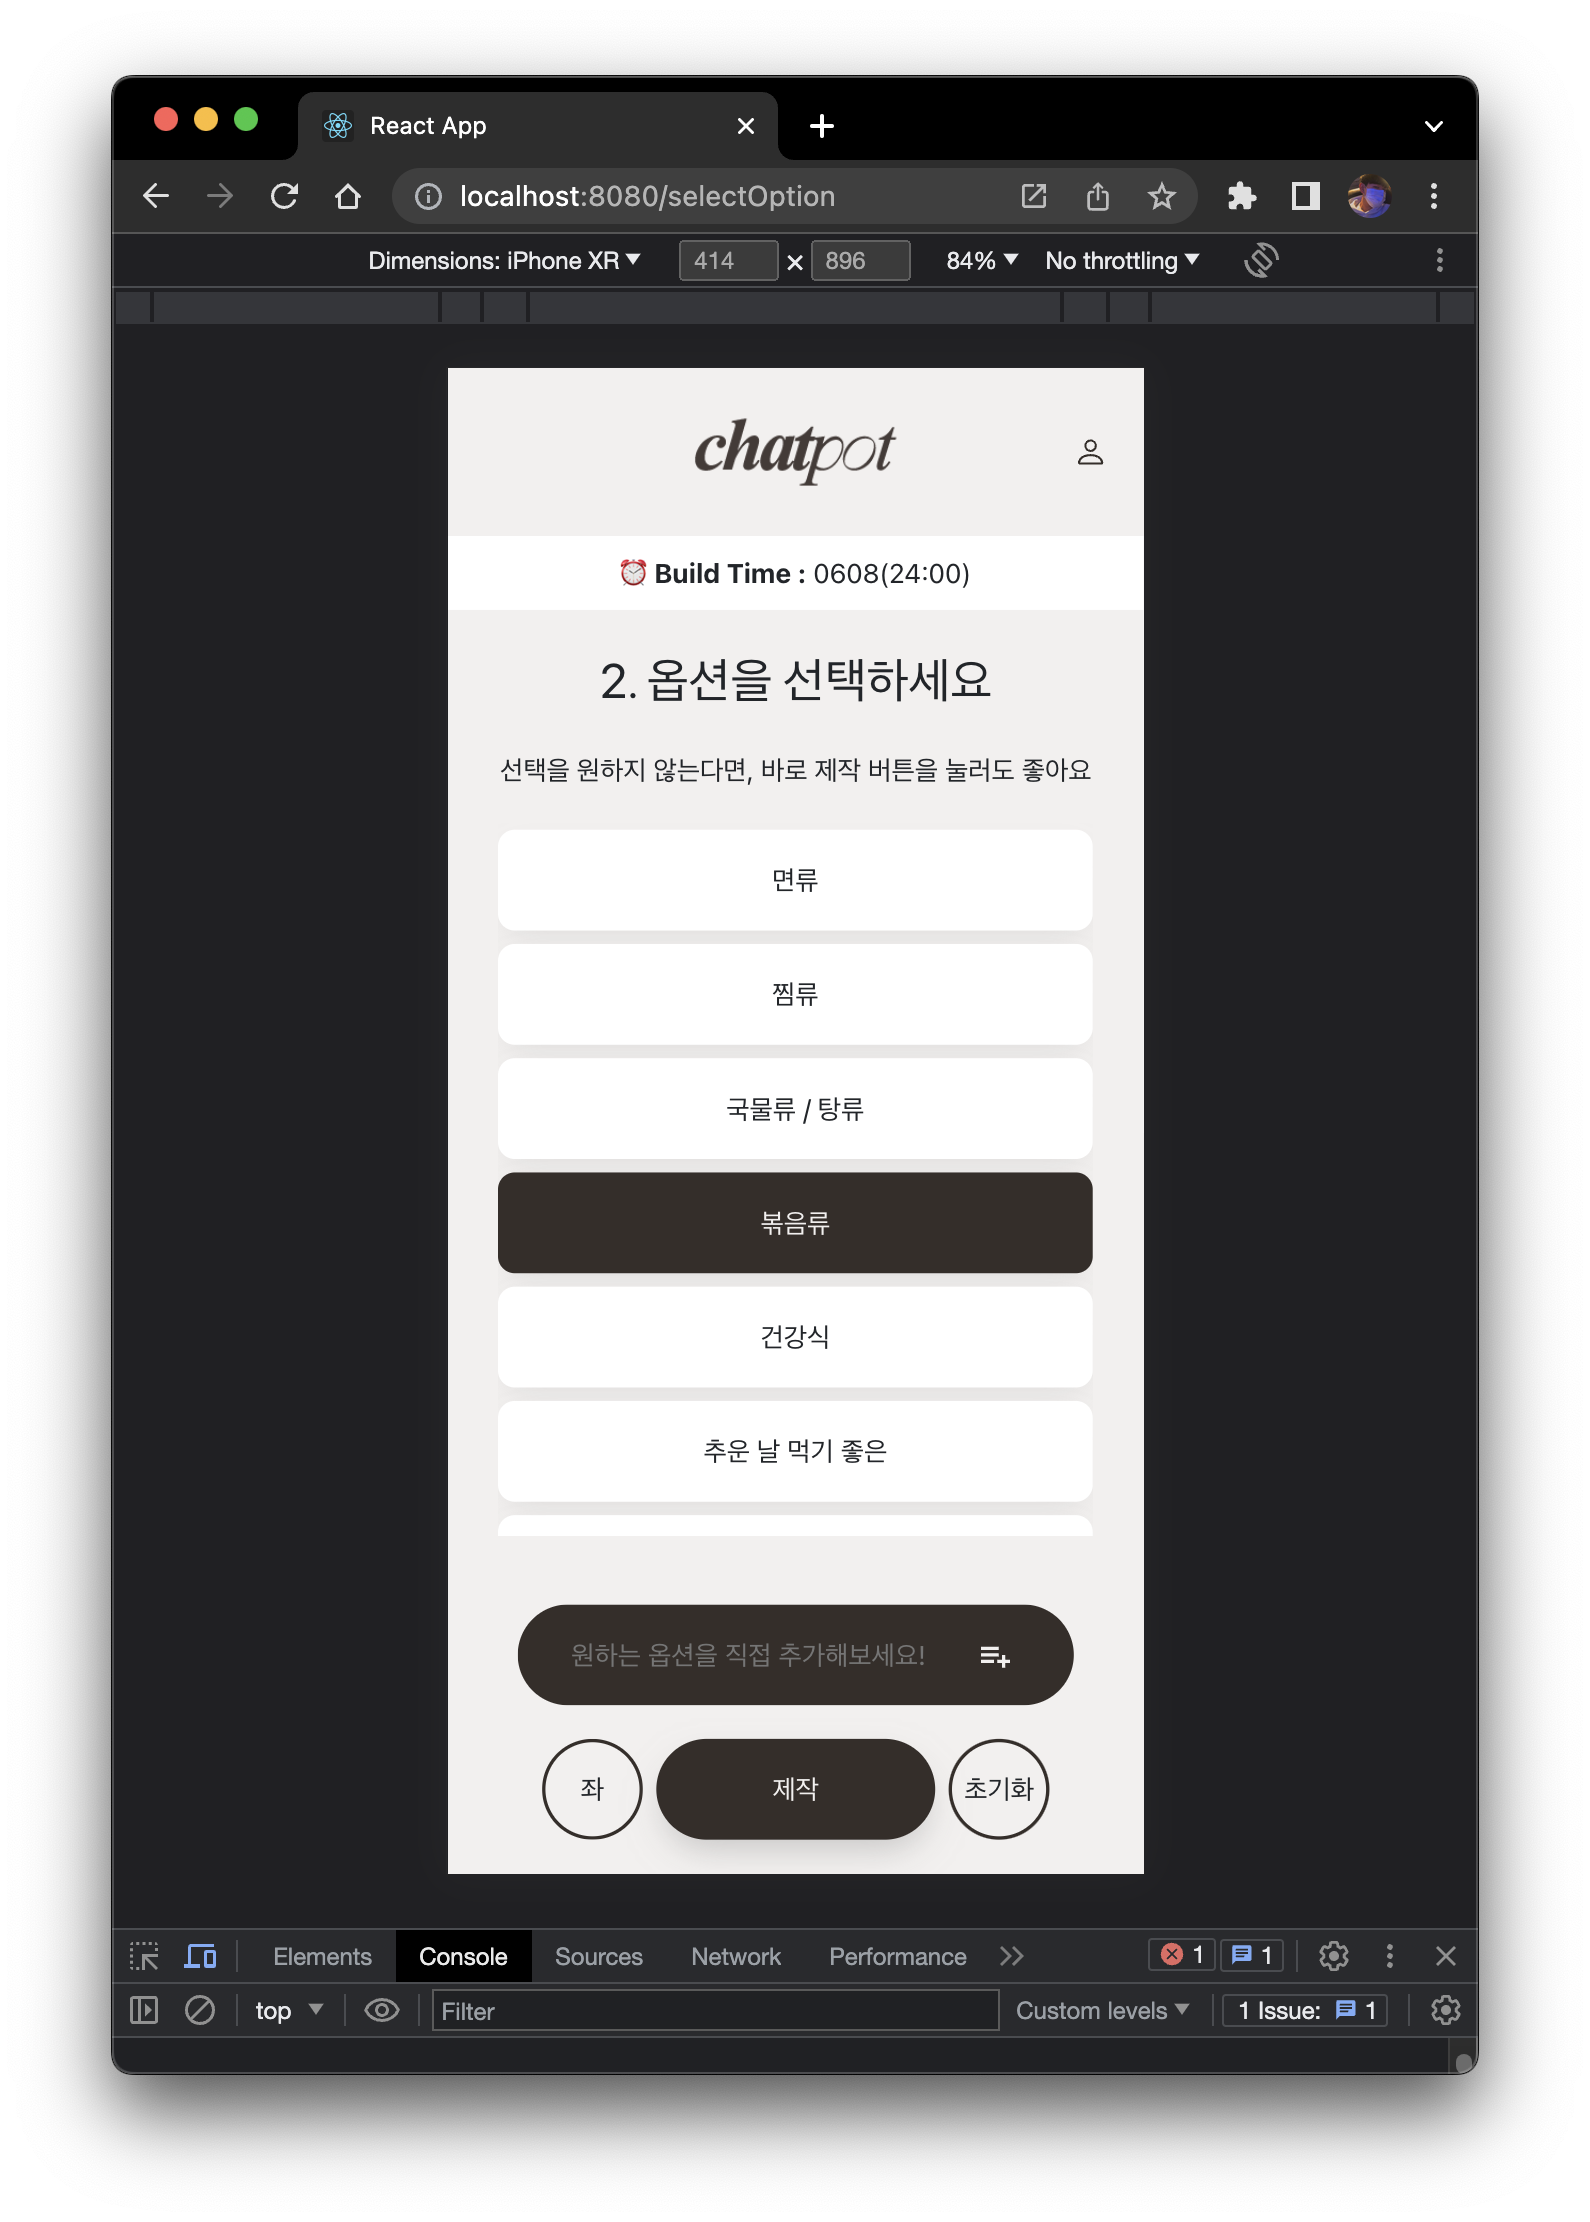 React App
localhost:8080/selectOption
Dimensions: iPhone XR 414 × 896 84% No throttling
chatpot
⏰ Build Time : 0608(24:00)
2. 옵션을 선택하세요
선택을 원하지 않는다면, 바로 제작 버튼을 눌러도 좋아요
면류
찜류
국물류 / 탕류
볶음류
건강식
추운 날 먹기 좋은
원하는 옵션을 직접 추가해보세요!
좌 제작 초기화
Elements Console Sources Network Performance 1 1
top Filter Custom levels 1 Issue: 1